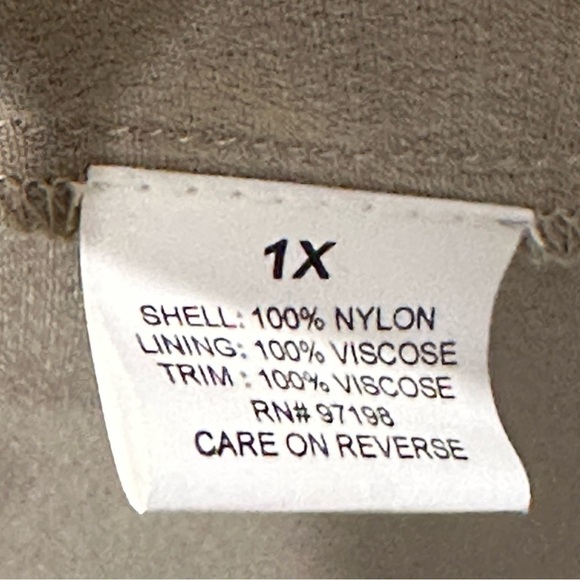 1X
SHELL: 100% NYLON
LINING: 100% VISCOSE
TRIM : 100% VISCOSE
RN# 97198
CARE ON REVERSE